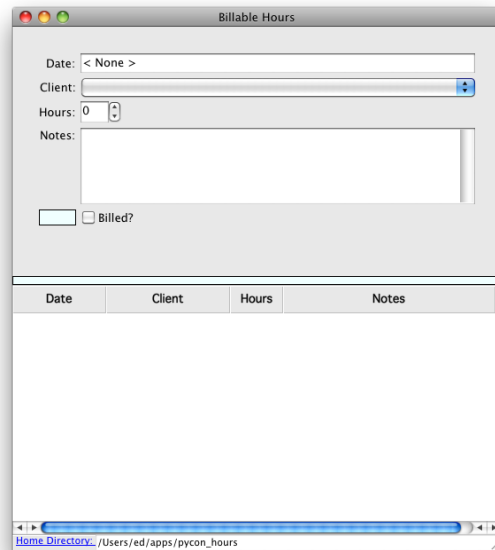 Billable Hours
Date: < None >
Client:
Hours: 0
Notes:
Billed?
Date Client Hours Notes
Home Directory: /Users/ed/apps/pycon_hours